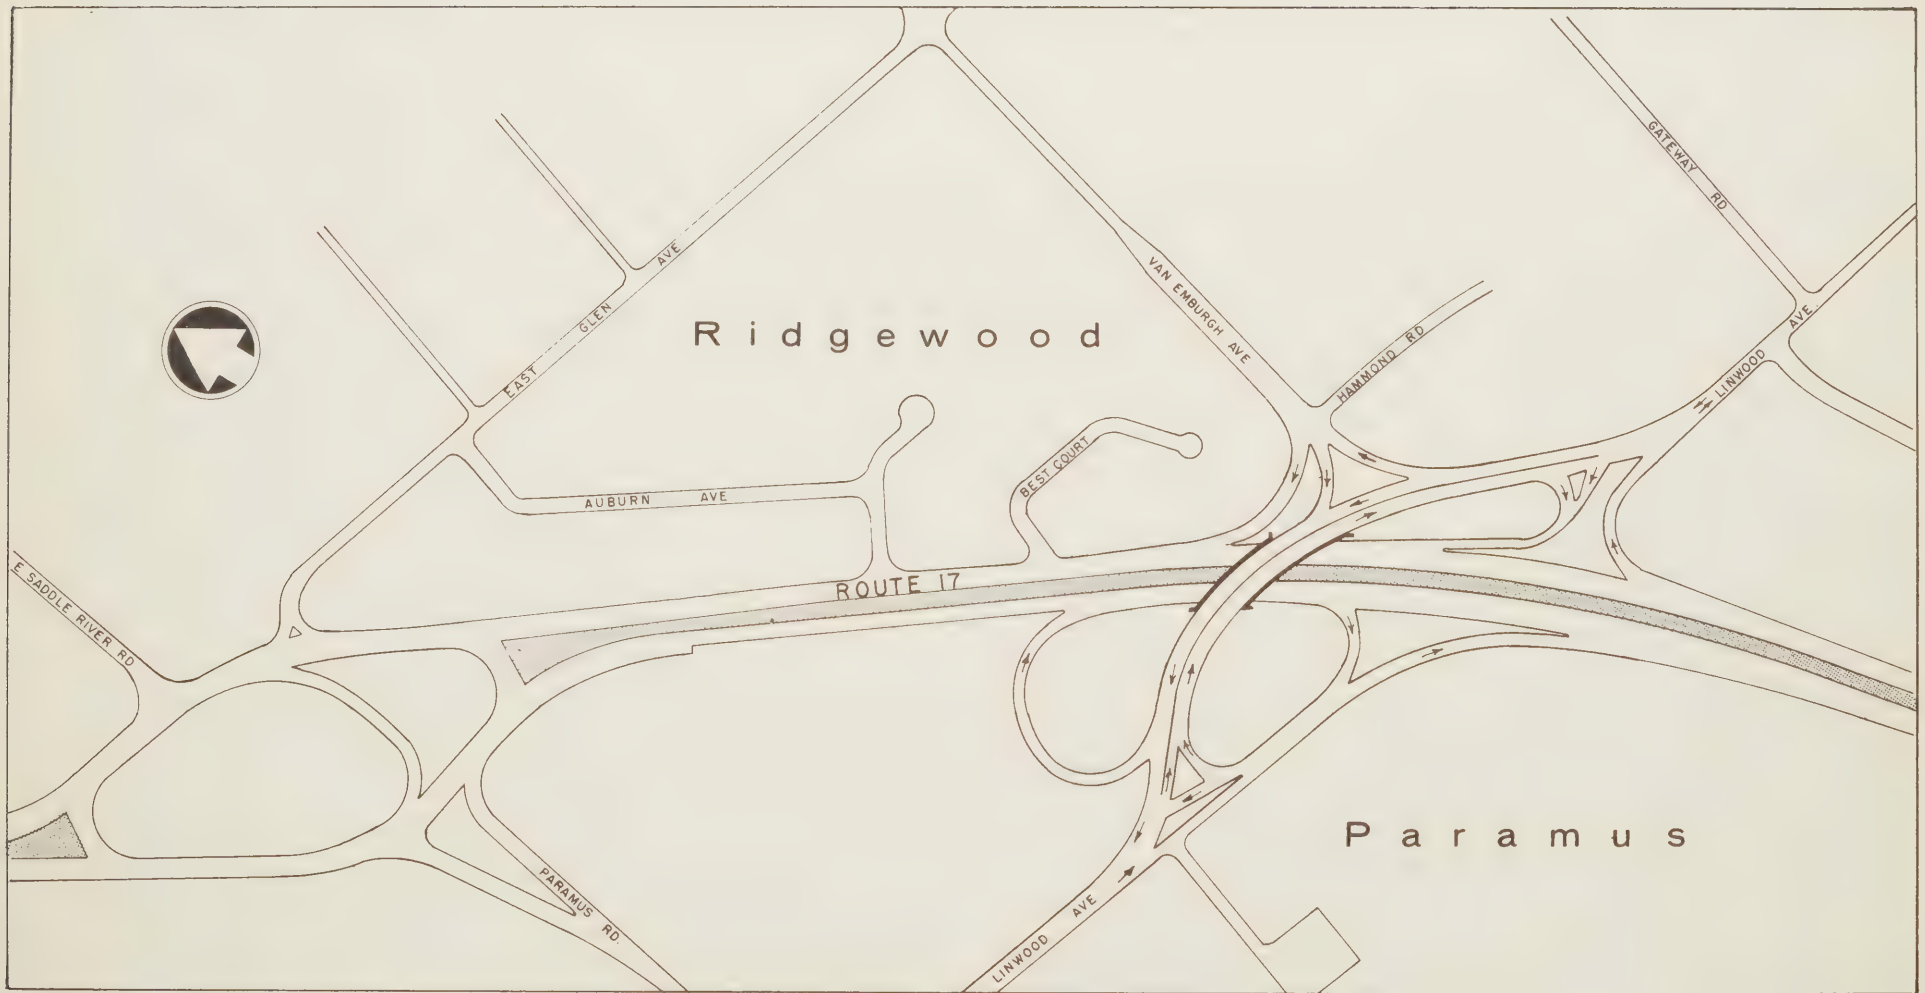 GATEWAY RD
EAST GLEN AVE
VAN EMBURGH AVE
HAMMOND RD
LINWOOD AVE.
Ridgewood
BEST COURT
AUBURN AVE
ROUTE 17
E SADDLE RIVER RD
Paramus
PARAMUS RD.
LINWOOD AVE